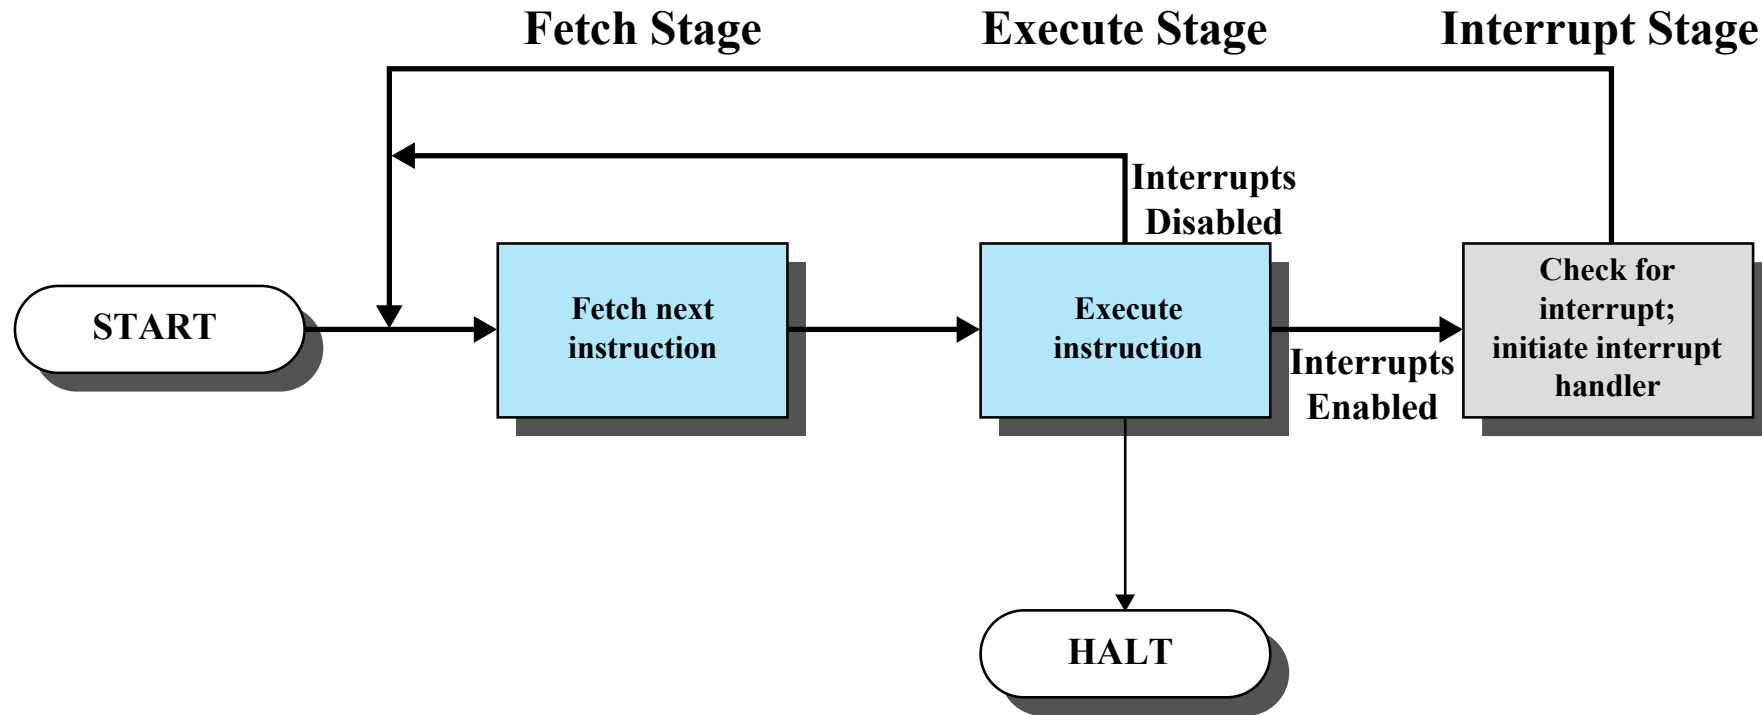 Fetch Stage
Execute Stage
Interrupt Stage
Interrupts
Disabled
START
Fetch next
instruction
Execute
instruction
Interrupts
Enabled
Check for
interrupt;
initiate interrupt
handler
HALT